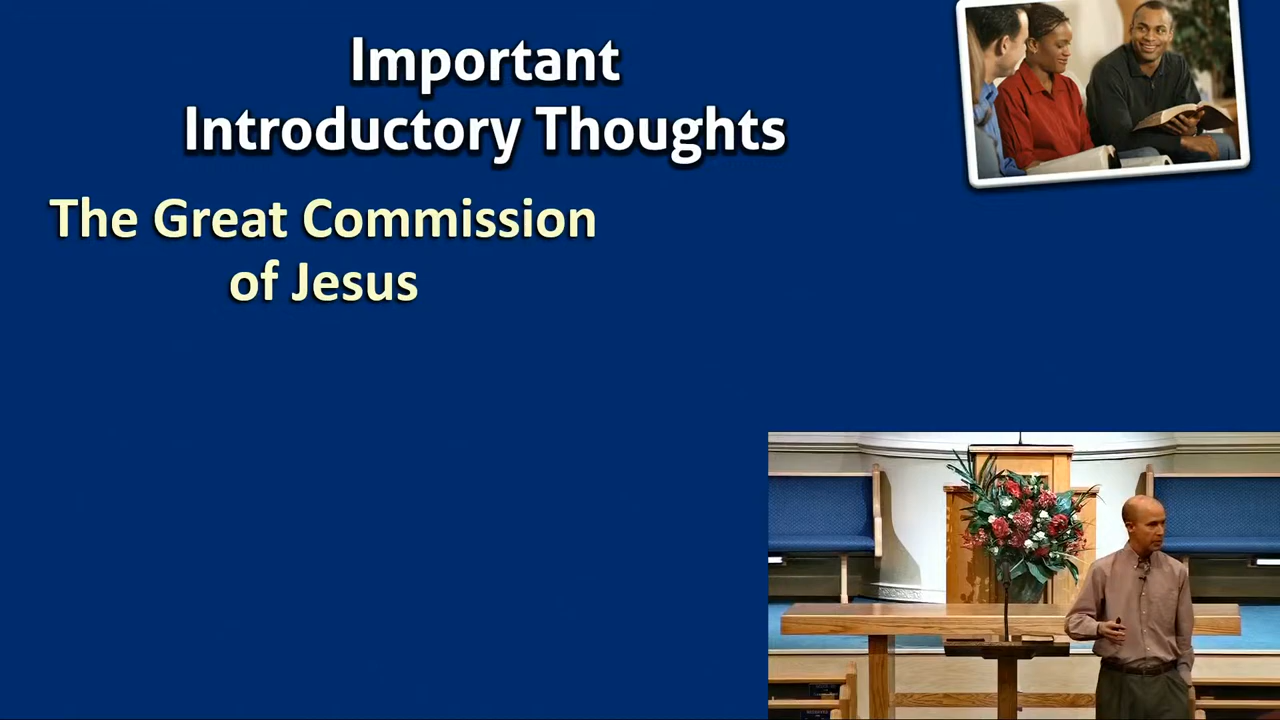 Important
Introductory Thoughts
The Great Commission
of Jesus